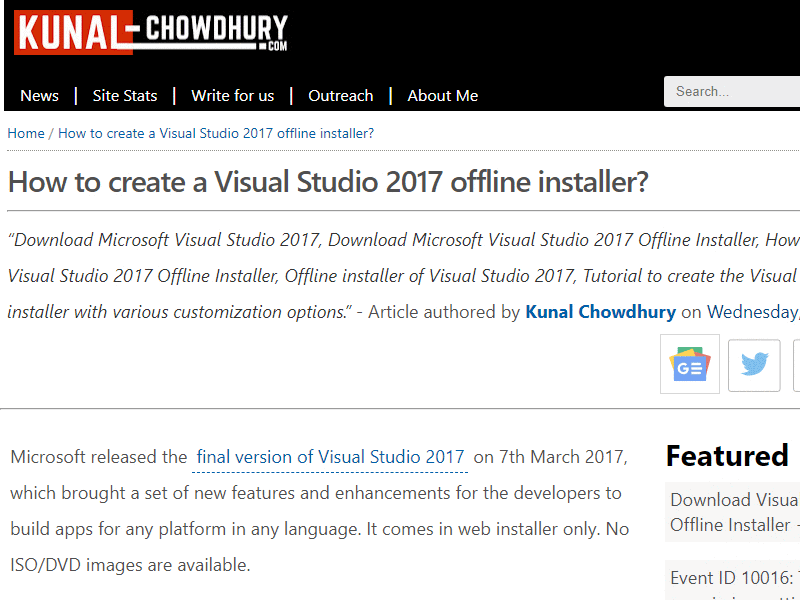 KUNAL-CHOWDHURY
.COM
News | Site Stats | Write for us | Outreach | About Me
Search...
Home / How to create a Visual Studio 2017 offline installer?
How to create a Visual Studio 2017 offline installer?
“Download Microsoft Visual Studio 2017, Download Microsoft Visual Studio 2017 Offline Installer, How
Visual Studio 2017 Offline Installer, Offline installer of Visual Studio 2017, Tutorial to create the Visual
installer with various customization options.” - Article authored by Kunal Chowdhury on Wednesday,
GE
Microsoft released the final version of Visual Studio 2017 on 7th March 2017,
which brought a set of new features and enhancements for the developers to
build apps for any platform in any language. It comes in web installer only. No
ISO/DVD images are available.
Featured
Download Visua
Offline Installer -
Event ID 10016: